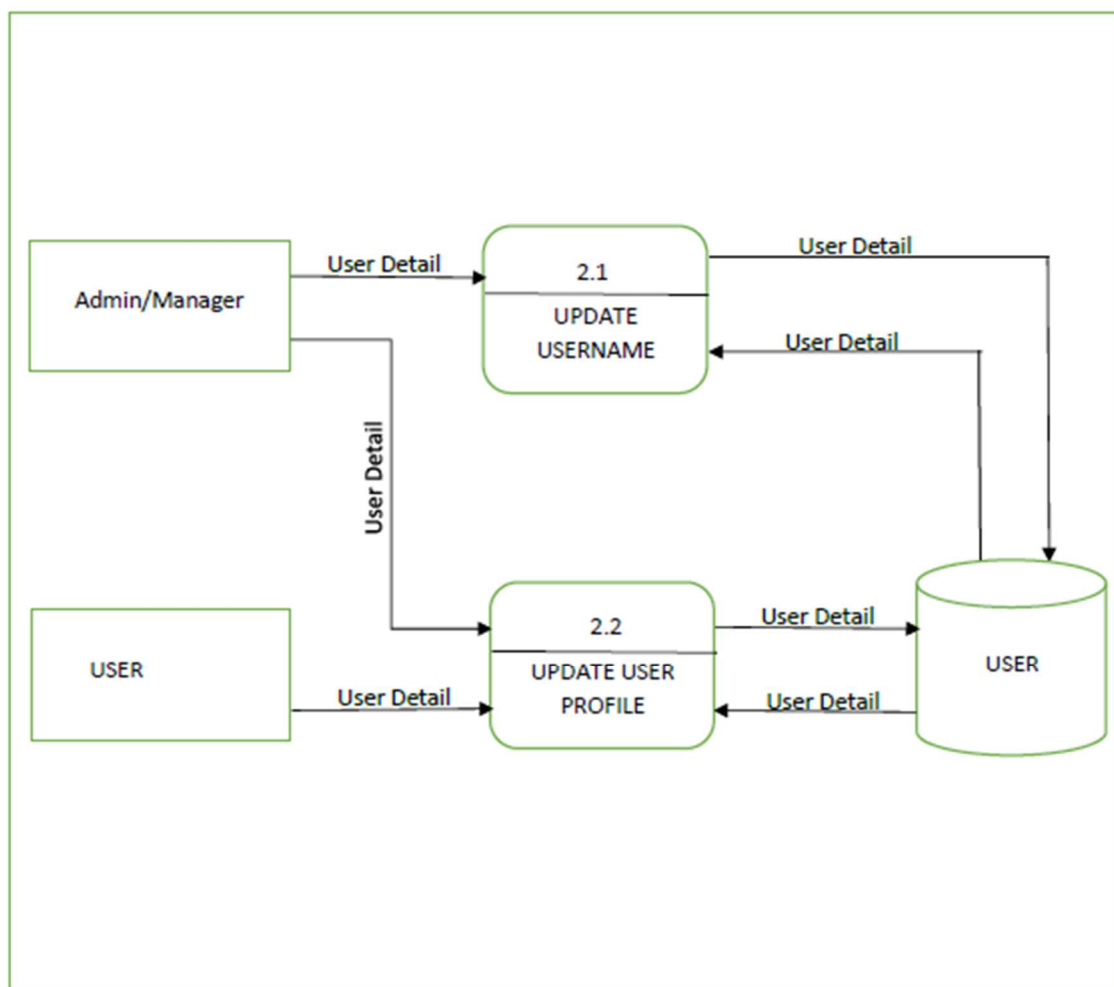 User Detail
2.1
User Detail
Admin/Manager
UPDATE
USERNAME
User Detail
User Detail
2.2
User Detail
USER
UPDATE USER
PROFILE
User Detail
User Detail
USER